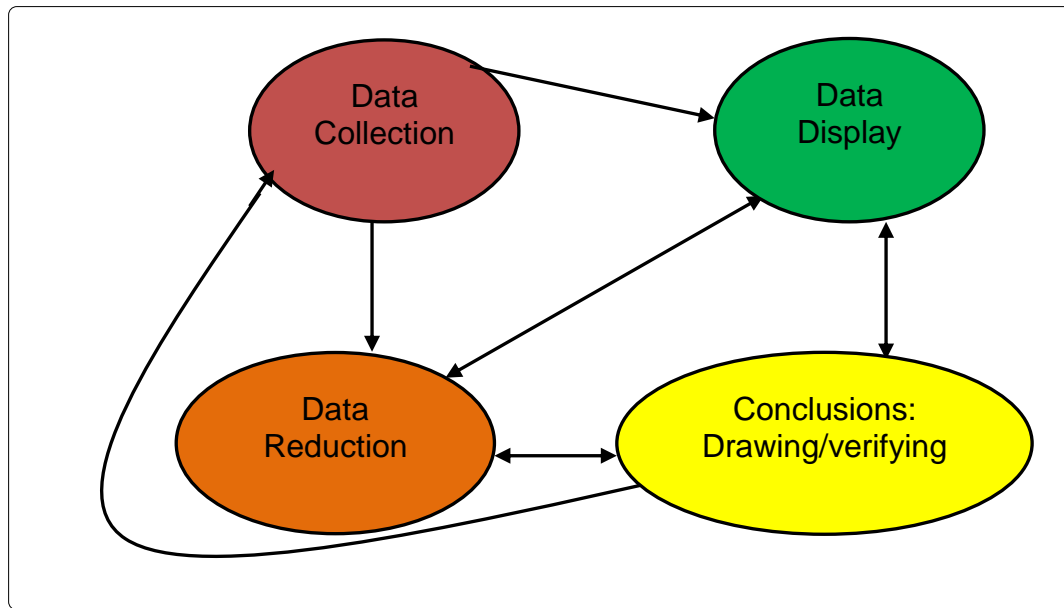 Data
Collection
Data
Display
Data
Reduction
Conclusions:
Drawing/verifying